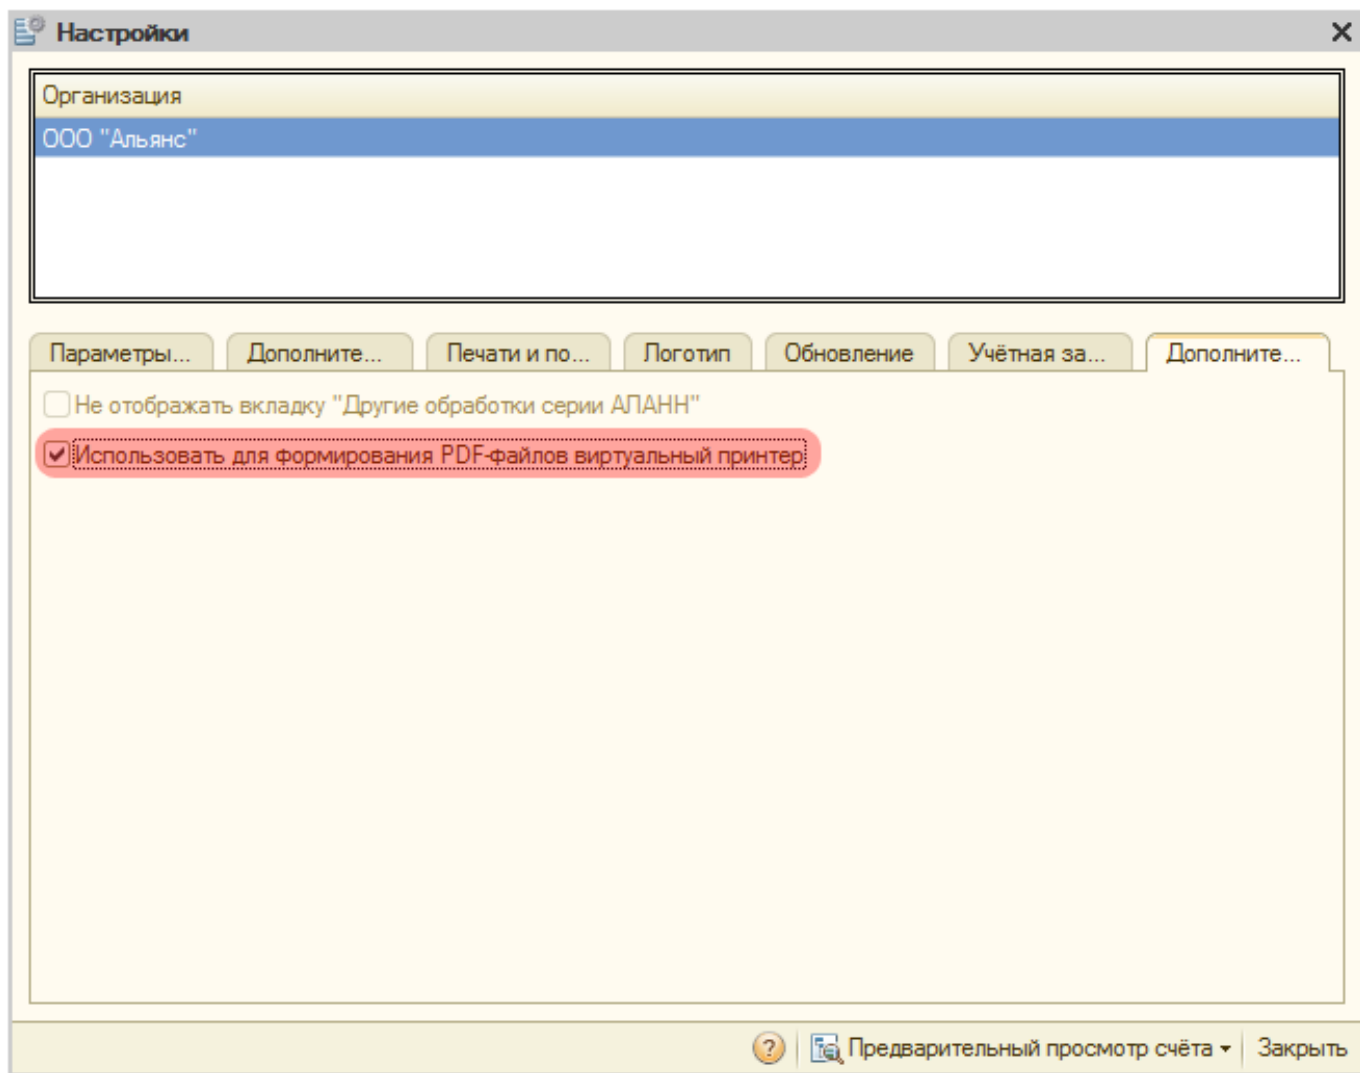 Настройки
Организация
ООО "Альянс"
Параметры... Дополните... Печати и по... Логотип Обновление Учётная за... Дополните...
Не отображать вкладку "Другие обработки серии АПАНН"
Использовать для формирования PDF-файлов виртуальный принтер
? Предварительный просмотр счёта Закрыть